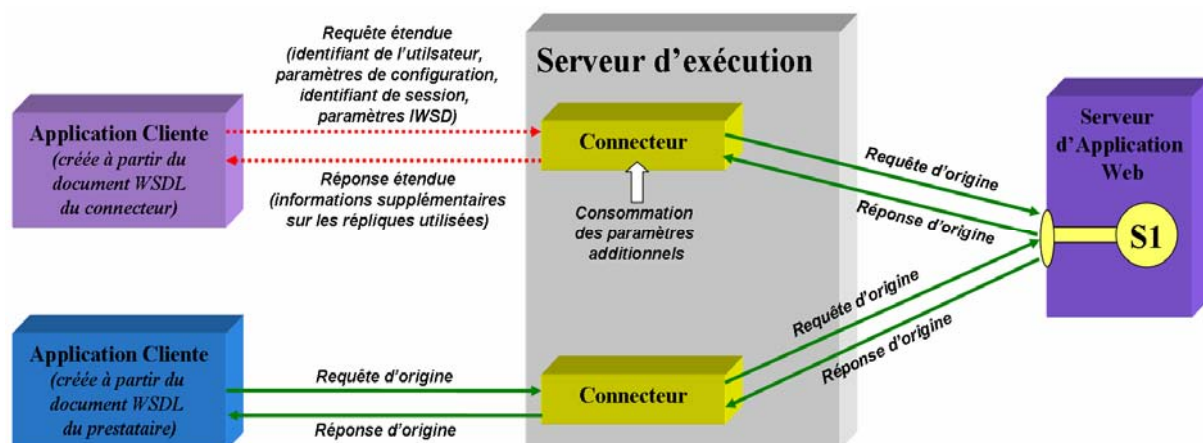 Requête étendue
(identifiant de l'utilsateur,
paramètres de configuration,
identifiant de session,
paramètres IWSD)
Serveur d'exécution
Application Cliente
(créée à partir du
document WSDL
du connecteur)
Connecteur
Serveur
d'Application
Web
Requête d'origine
Réponse étendue
(informations supplémentaires
sur les répliques utilisées)
Consommation
des paramètres
additionnels
Réponse d'origine
S1
Requête d'origine
Réponse d'origine
Application Cliente
(créée à partir du
document WSDL
du prestataire)
Requête d'origine
Connecteur
Réponse d'origine